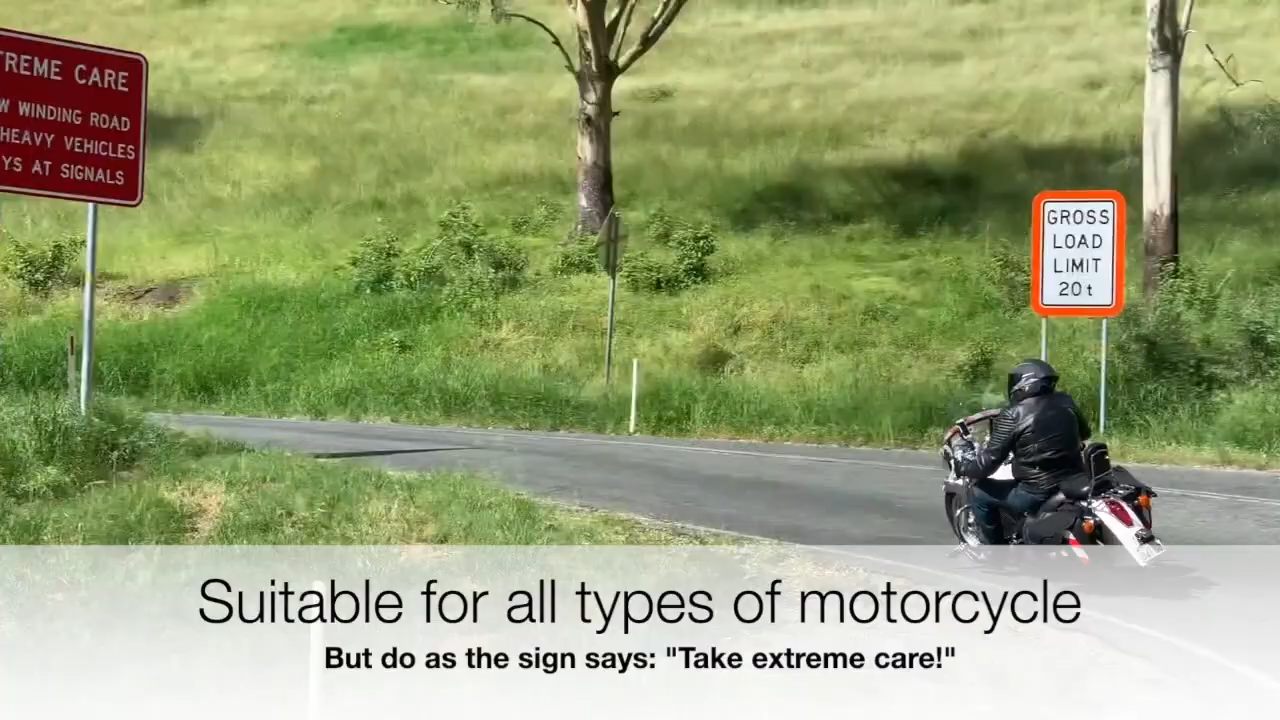 TREME CARE
W WINDING ROAD
HEAVY VEHICLES
YS AT SIGNALS
GROSS
LOAD
LIMIT
20 t
Suitable for all types of motorcycle
But do as the sign says: "Take extreme care!"